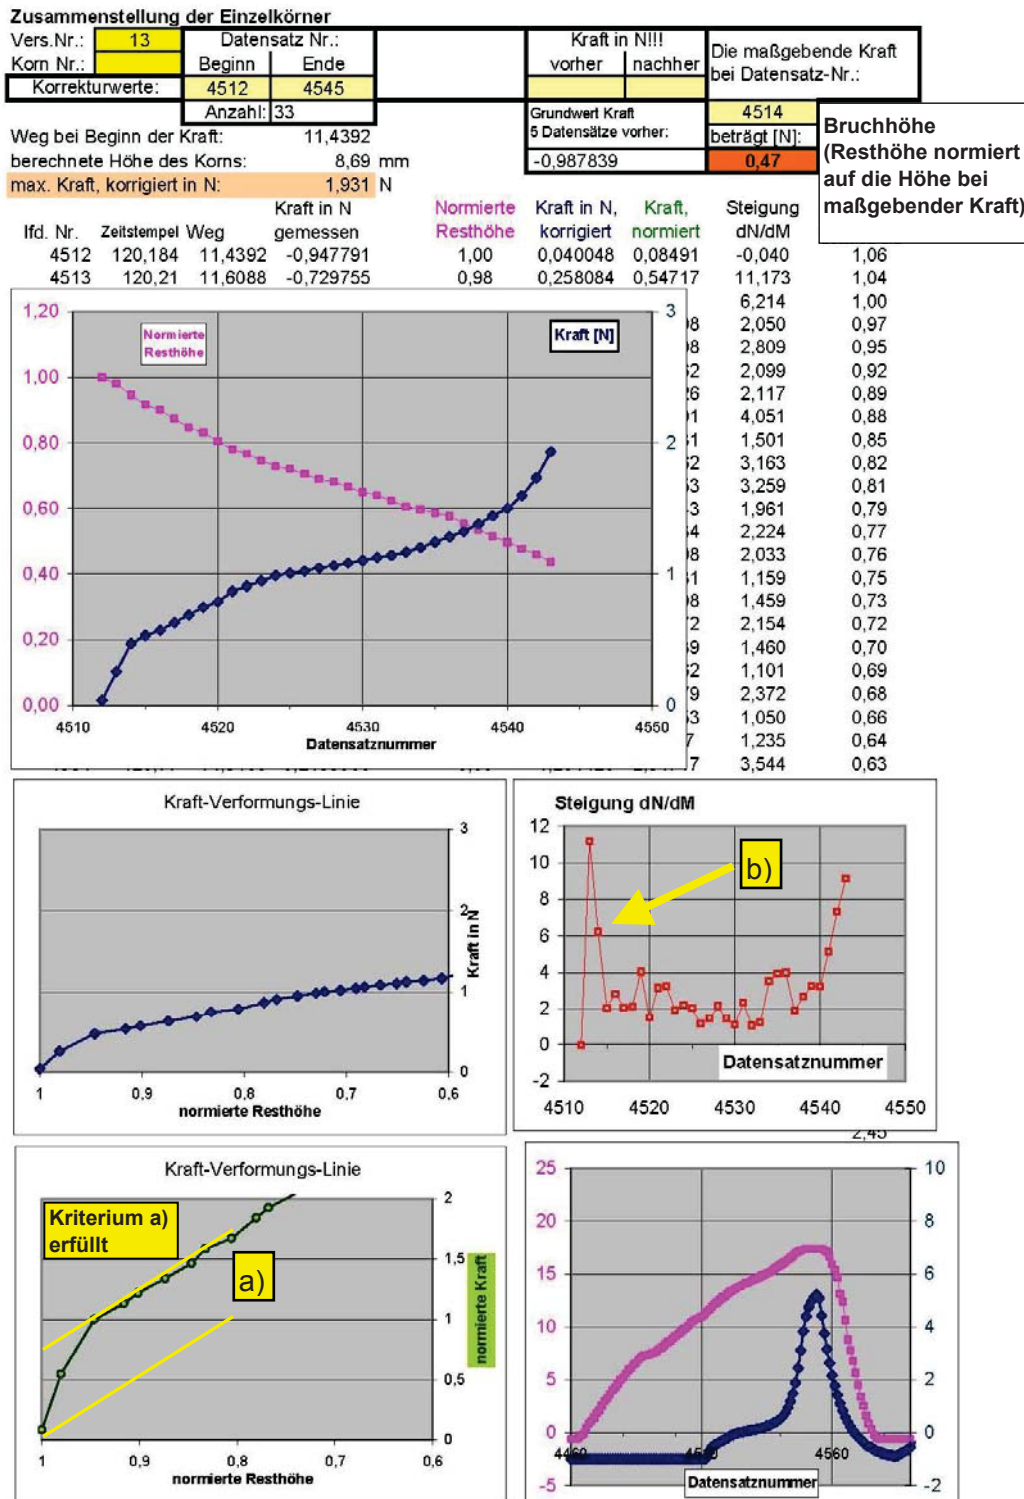 Zusammenstellung der Einzelkörner
Vers.Nr.: 13 Datensatz Nr.: Kraft in N!!! Die maßgebende Kraft
Korn Nr.: Beginn Ende vorher nachher bei Datensatz-Nr.:
Korrekturwerte: 4512 4545
Anzahl: 33 Grundwert Kraft 4514
Weg bei Beginn der Kraft: 11,4392 5 Datensätze vorher: beträgt [N]:
berechnete Höhe des Korns: 8,69 mm -0,987839 0,47
max. Kraft, korrigiert in N: 1,931 N
Bruchhöhe
(Resthöhe normiert
auf die Höhe bei
maßgebender Kraft)
Kraft in N Normierte Kraft in N, Kraft, Steigung
lfd. Nr. Zeitstempel Weg gemessen Resthöhe korrigiert normiert dN/dM
4512 120,184 11,4392 -0,947791 1,00 0,040048 0,08491 -0,040 1,06
4513 120,21 11,6088 -0,729755 0,98 0,258084 0,54717 11,173 1,04
6,214 1,00
2,050 0,97
2,809 0,95
2,099 0,92
2,117 0,89
4,051 0,88
1,501 0,85
3,163 0,82
3,259 0,81
1,961 0,79
2,224 0,77
2,033 0,76
1,159 0,75
1,459 0,73
2,154 0,72
1,460 0,70
1,101 0,69
2,372 0,68
1,050 0,66
1,235 0,64
3,544 0,63
1,20
1,00
0,80
0,60
0,40
0,20
0,00
Normierte
Resthöhe
Kraft [N]
3
2
1
0
4510 4520 4530 4540 4550
Datensatznummer
Kraft-Verformungs-Linie
3
2
1
0
Kraft in N
1 0,9 0,8 0,7 0,6
normierte Resthöhe
Steigung dN/dM
12
10
8
6
4
2
0
-2
b)
Datensatznummer
4510 4520 4530 4540 4550
2,45
Kraft-Verformungs-Linie
Kriterium a)
erfüllt
a)
2
1,5
1
0,5
0
normierte Kraft
1 0,9 0,8 0,7 0,6
normierte Resthöhe
25
20
15
10
5
0
-5
10
8
6
4
2
0
-2
4460 4560
Datensatznummer